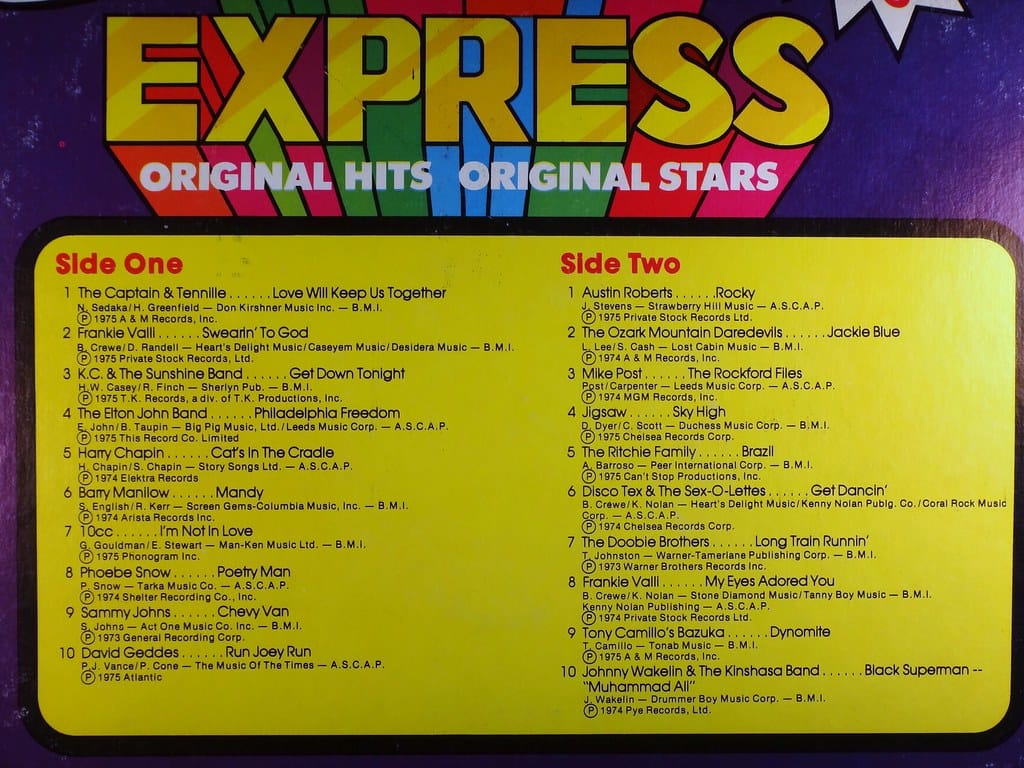 EXPRESS
ORIGINAL HITS ORIGINAL STARS
Side One
1 The Captain & Tennille . . . . . . Love Will Keep Us Together
N. Sedaka/H. Greenfield — Don Kirshner Music Inc. — B.M.I.
Ⓟ 1975 A & M Records, Inc.
2 Frankie Valli . . . . . . Swearin' To God
B. Crewe/D. Randell — Heart's Delight Music/Caseyem Music/Desidera Music — B.M.I.
Ⓟ 1975 Private Stock Records, Ltd.
3 K.C. & The Sunshine Band . . . . . . Get Down Tonight
H.W. Casey/R. Finch — Sherlyn Pub. — B.M.I.
Ⓟ 1975 T.K. Records, a div. of T.K. Productions, Inc.
4 The Elton John Band . . . . . . Philadelphia Freedom
E. John/B. Taupin — Big Pig Music, Ltd./Leeds Music Corp. — A.S.C.A.P.
Ⓟ 1975 This Record Co. Limited
5 Harry Chapin . . . . . . Cat's In The Cradle
H. Chapin/S. Chapin — Story Songs Ltd. — A.S.C.A.P.
Ⓟ 1974 Elektra Records
6 Barry Manilow . . . . . . Mandy
S. English/R. Kerr — Screen Gems-Columbia Music, Inc. — B.M.I.
Ⓟ 1974 Arista Records Inc.
7 10cc . . . . . . I'm Not In Love
G. Gouldman/E. Stewart — Man-Ken Music Ltd. — B.M.I.
Ⓟ 1975 Phonogram Inc.
8 Phoebe Snow . . . . . . Poetry Man
P. Snow — Tarka Music Co. — A.S.C.A.P.
Ⓟ 1974 Shelter Recording Co., Inc.
9 Sammy Johns . . . . . . Chevy Van
S. Johns — Act One Music Co. Inc. — B.M.I.
Ⓟ 1973 General Recording Corp.
10 David Geddes . . . . . . Run Joey Run
P.J. Vance/P. Cone — The Music Of The Times — A.S.C.A.P.
Ⓟ 1975 Atlantic
Side Two
1 Austin Roberts . . . . . . Rocky
J. Stevens — Strawberry Hill Music — A.S.C.A.P.
Ⓟ 1975 Private Stock Records Ltd.
2 The Ozark Mountain Daredevils . . . . . . Jackie Blue
L. Lee/S. Cash — Lost Cabin Music — B.M.I.
Ⓟ 1974 A & M Records, Inc.
3 Mike Post . . . . . . The Rockford Files
Post/Carpenter — Leeds Music Corp. — A.S.C.A.P.
Ⓟ 1974 MGM Records, Inc.
4 Jigsaw . . . . . . Sky High
D. Dyer/C. Scott — Duchess Music Corp. — B.M.I.
Ⓟ 1975 Chelsea Records Corp.
5 The Ritchie Family . . . . . . Brazil
A. Barroso — Peer International Corp. — B.M.I.
Ⓟ 1975 Can't Stop Productions, Inc.
6 Disco Tex & The Sex-O-Lettes . . . . . . Get Dancin'
B. Crewe/K. Nolan — Heart's Delight Music/Kenny Nolan Publg. Co./Coral Rock Music
Corp. — A.S.C.A.P.
Ⓟ 1974 Chelsea Records Corp.
7 The Doobie Brothers . . . . . . Long Train Runnin'
T. Johnston — Warner-Tamerlane Publishing Corp. — B.M.I.
Ⓟ 1973 Warner Brothers Records Inc.
8 Frankie Valli . . . . . . My Eyes Adored You
B. Crewe/K. Nolan — Stone Diamond Music/Tanny Boy Music — B.M.I.
Kenny Nolan Publishing — A.S.C.A.P.
Ⓟ 1974 Private Stock Records Ltd.
9 Tony Camillo's Bazuka . . . . . . Dynomite
T. Camillo — Tonab Music — B.M.I.
Ⓟ 1975 A & M Records, Inc.
10 Johnny Wakelin & The Kinshasa Band . . . . . . Black Superman --
"Muhammad Ali"
J. Wakelin — Drummer Boy Music Corp. — B.M.I.
Ⓟ 1974 Pye Records, Ltd.